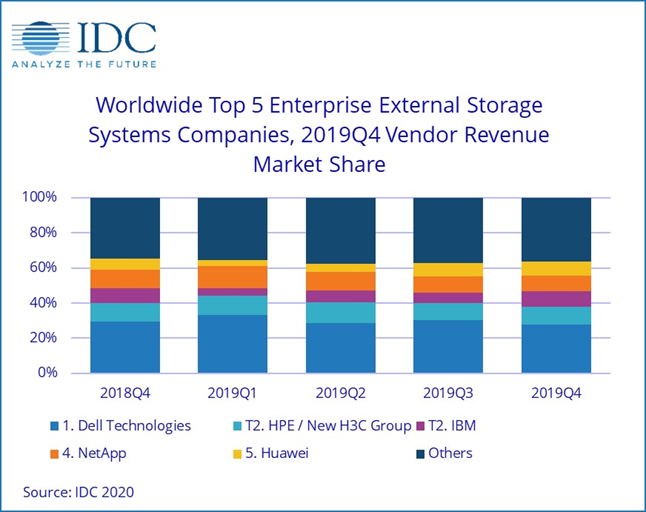 IDC
ANALYZE THE FUTURE
Worldwide Top 5 Enterprise External Storage
Systems Companies, 2019Q4 Vendor Revenue
Market Share
100%
80%
60%
40%
20%
0%
2018Q4 2019Q1 2019Q2 2019Q3 2019Q4
1. Dell Technologies T2. HPE / New H3C Group T2. IBM
4. NetApp 5. Huawei Others
Source: IDC 2020